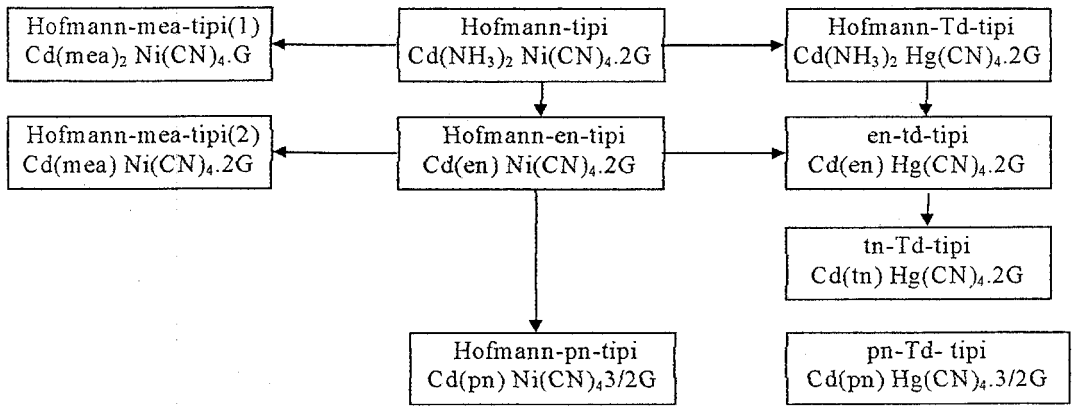 Hofmann-mea-tipi(1)
Cd(mea)₂ Ni(CN)₄.G
Hofmann-tipi
Cd(NH₃)₂ Ni(CN)₄.2G
Hofmann-Td-tipi
Cd(NH₃)₂ Hg(CN)₄.2G
Hofmann-mea-tipi(2)
Cd(mea) Ni(CN)₄.2G
Hofmann-en-tipi
Cd(en) Ni(CN)₄.2G
en-td-tipi
Cd(en) Hg(CN)₄.2G
tn-Td-tipi
Cd(tn) Hg(CN)₄.2G
Hofmann-pn-tipi
Cd(pn) Ni(CN)₄3/2G
pn-Td- tipi
Cd(pn) Hg(CN)₄.3/2G